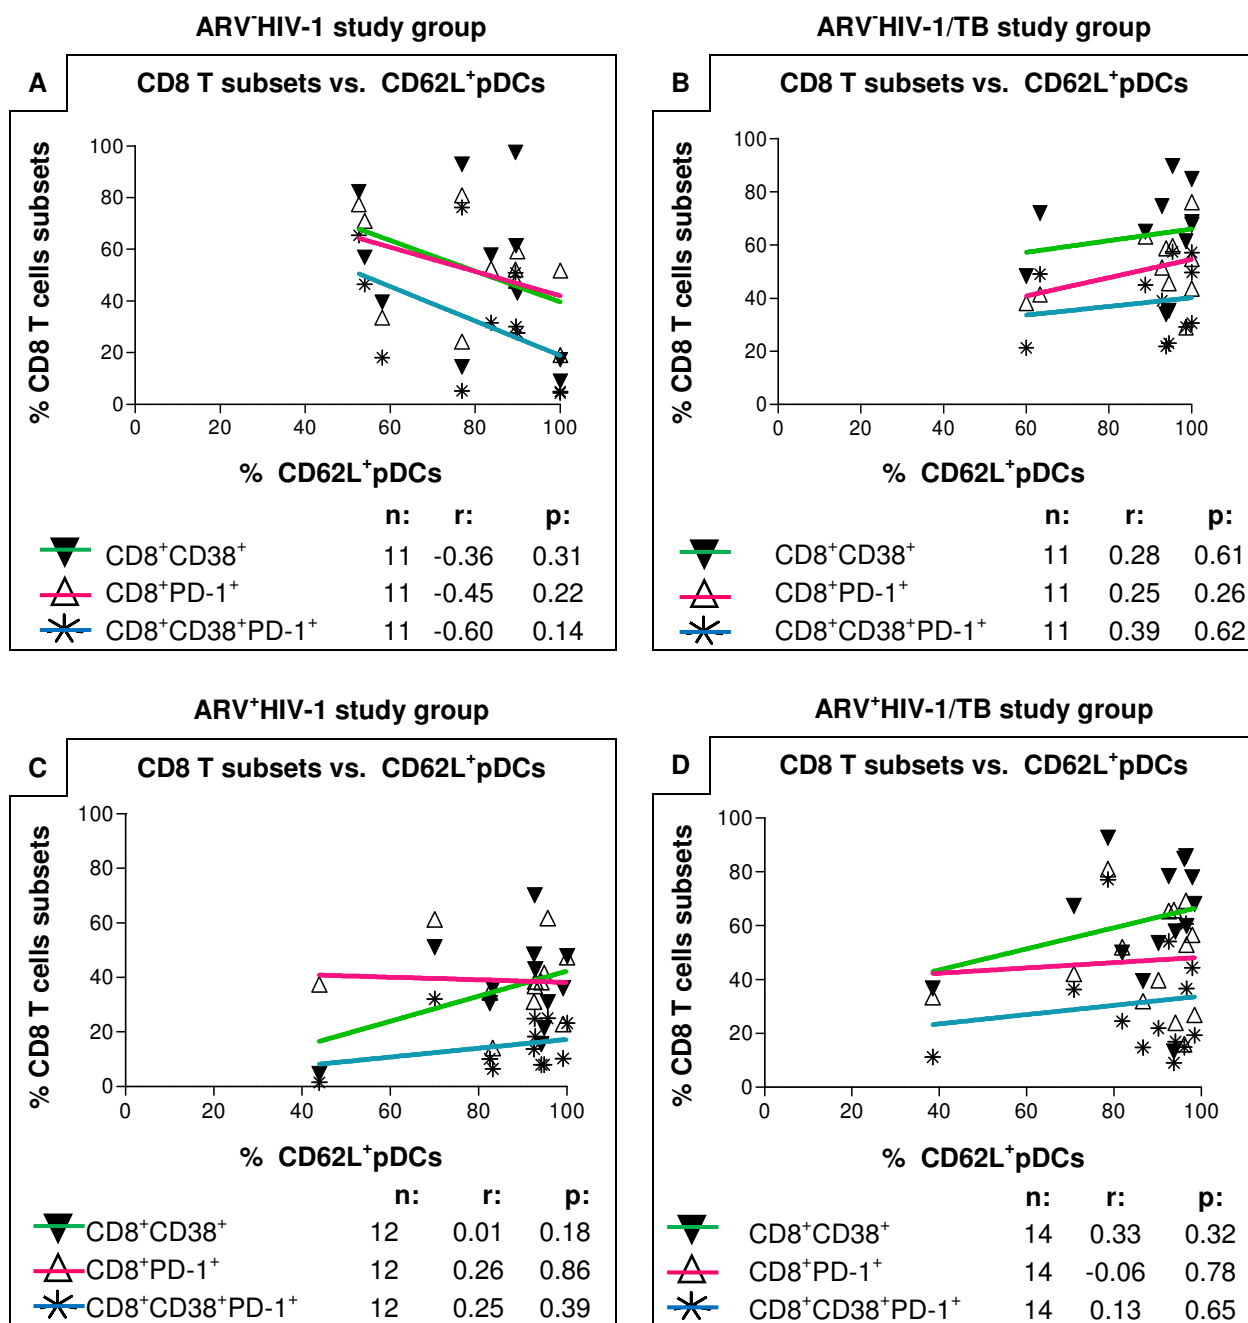 ARV⁻HIV-1 study group
A
CD8 T subsets vs. CD62L⁺pDCs
% CD8 T cells subsets
100
80
60
40
20
0
0 20 40 60 80 100
% CD62L⁺pDCs
n: r: p:
CD8⁺CD38⁺ 11 -0.36 0.31
CD8⁺PD-1⁺ 11 -0.45 0.22
CD8⁺CD38⁺PD-1⁺ 11 -0.60 0.14
ARV⁻HIV-1/TB study group
B
CD8 T subsets vs. CD62L⁺pDCs
% CD8 T cells subsets
100
80
60
40
20
0
0 20 40 60 80 100
% CD62L⁺pDCs
n: r: p:
CD8⁺CD38⁺ 11 0.28 0.61
CD8⁺PD-1⁺ 11 0.25 0.26
CD8⁺CD38⁺PD-1⁺ 11 0.39 0.62
ARV⁺HIV-1 study group
C
CD8 T subsets vs. CD62L⁺pDCs
% CD8 T cells subsets
100
80
60
40
20
0
0 20 40 60 80 100
% CD62L⁺pDCs
n: r: p:
CD8⁺CD38⁺ 12 0.01 0.18
CD8⁺PD-1⁺ 12 0.26 0.86
CD8⁺CD38⁺PD-1⁺ 12 0.25 0.39
ARV⁺HIV-1/TB study group
D
CD8 T subsets vs. CD62L⁺pDCs
% CD8 T cells subsets
100
80
60
40
20
0
0 20 40 60 80 100
% CD62L⁺pDCs
n: r: p:
CD8⁺CD38⁺ 14 0.33 0.32
CD8⁺PD-1⁺ 14 -0.06 0.78
CD8⁺CD38⁺PD-1⁺ 14 0.13 0.65